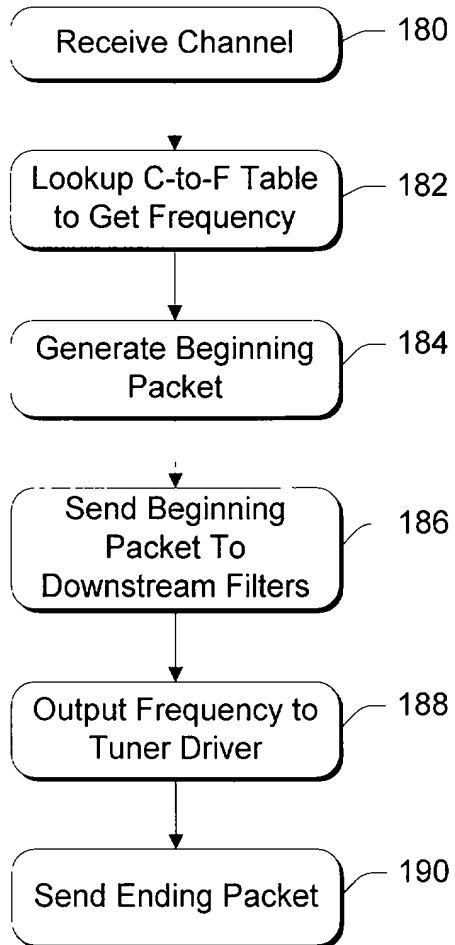 Receive Channel
180
Lookup C-to-F Table
to Get Frequency
182
Generate Beginning
Packet
184
Send Beginning
Packet To
Downstream Filters
186
Output Frequency to
Tuner Driver
188
Send Ending Packet
190